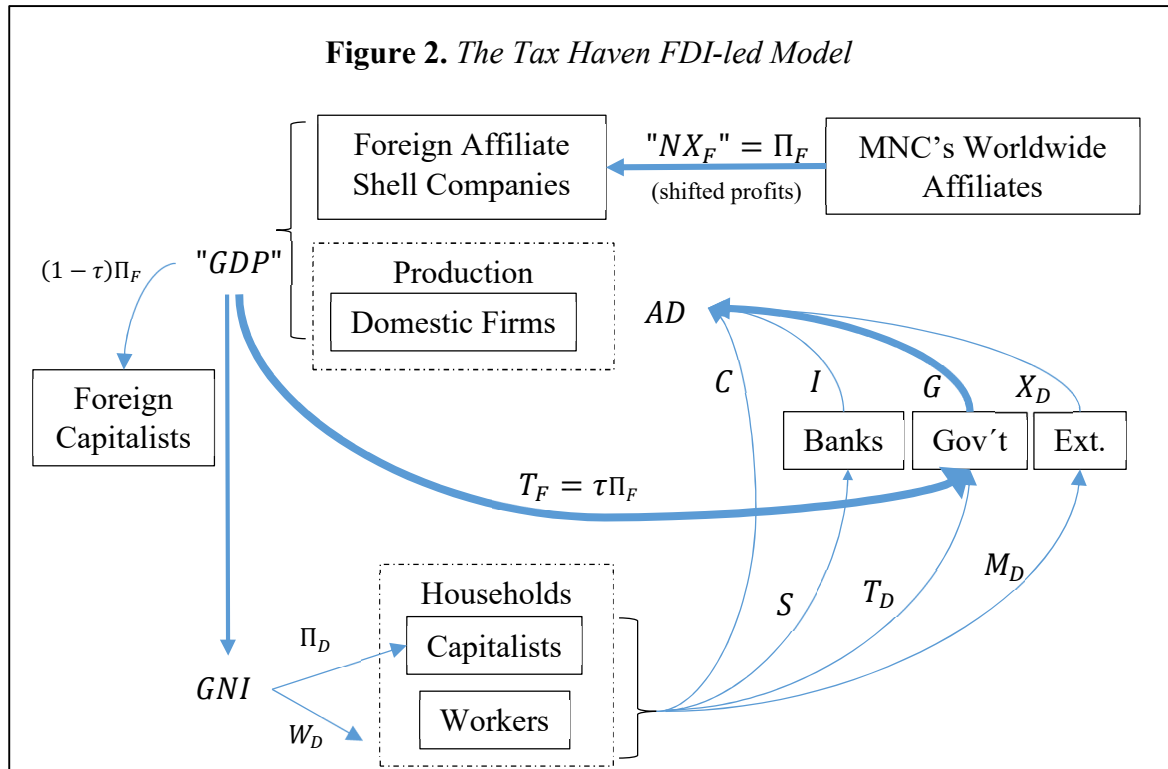 Figure 2. The Tax Haven FDI-led Model
Foreign Affiliate
Shell Companies
"NX_F" = Π_F
(shifted profits)
MNC's Worldwide
Affiliates
(1 − τ)Π_F
"GDP"
Production
Domestic Firms
AD
Foreign
Capitalists
C
I
G
X_D
Banks
Gov´t
Ext.
T_F = τΠ_F
Households
Capitalists
Workers
Π_D
GNI
W_D
S
T_D
M_D